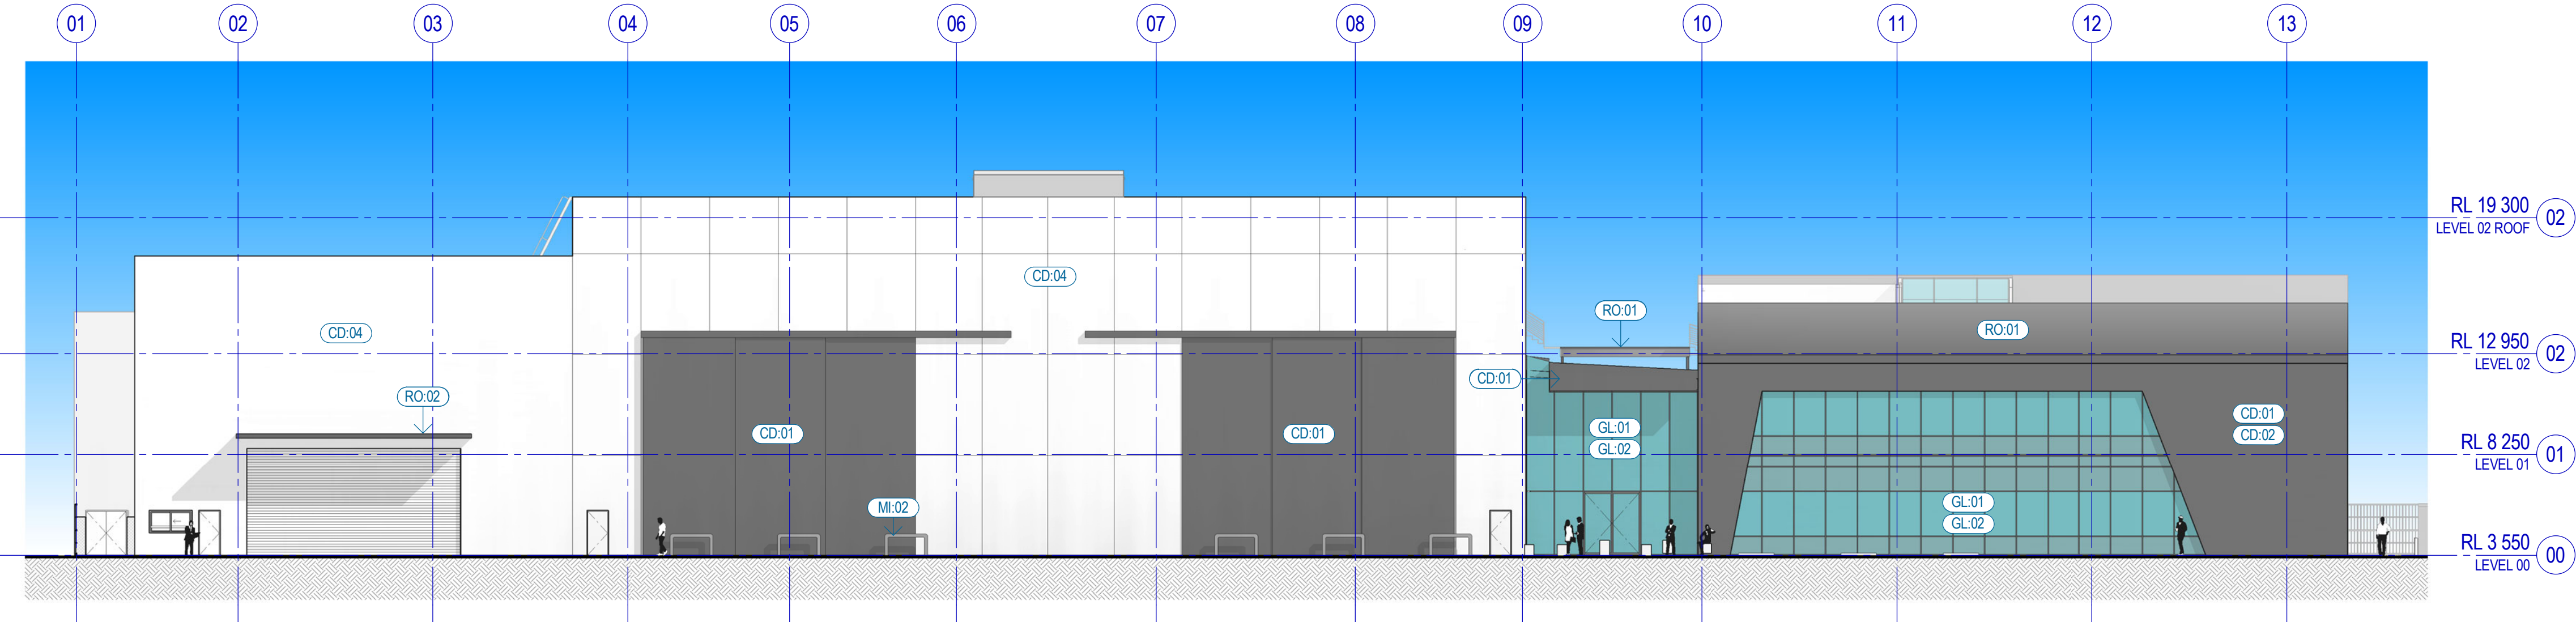 01 02 03 04 05 06 07 08 09 10 11 12 13
RL 19 300
LEVEL 02 ROOF
02
CD:04
RO:01
RO:01
CD:04
RL 12 950
LEVEL 02
02
CD:01
RO:02
CD:01
CD:02
GL:01
GL:02
CD:01
CD:01
RL 8 250
LEVEL 01
01
MI:02
GL:01
GL:02
RL 3 550
LEVEL 00
00